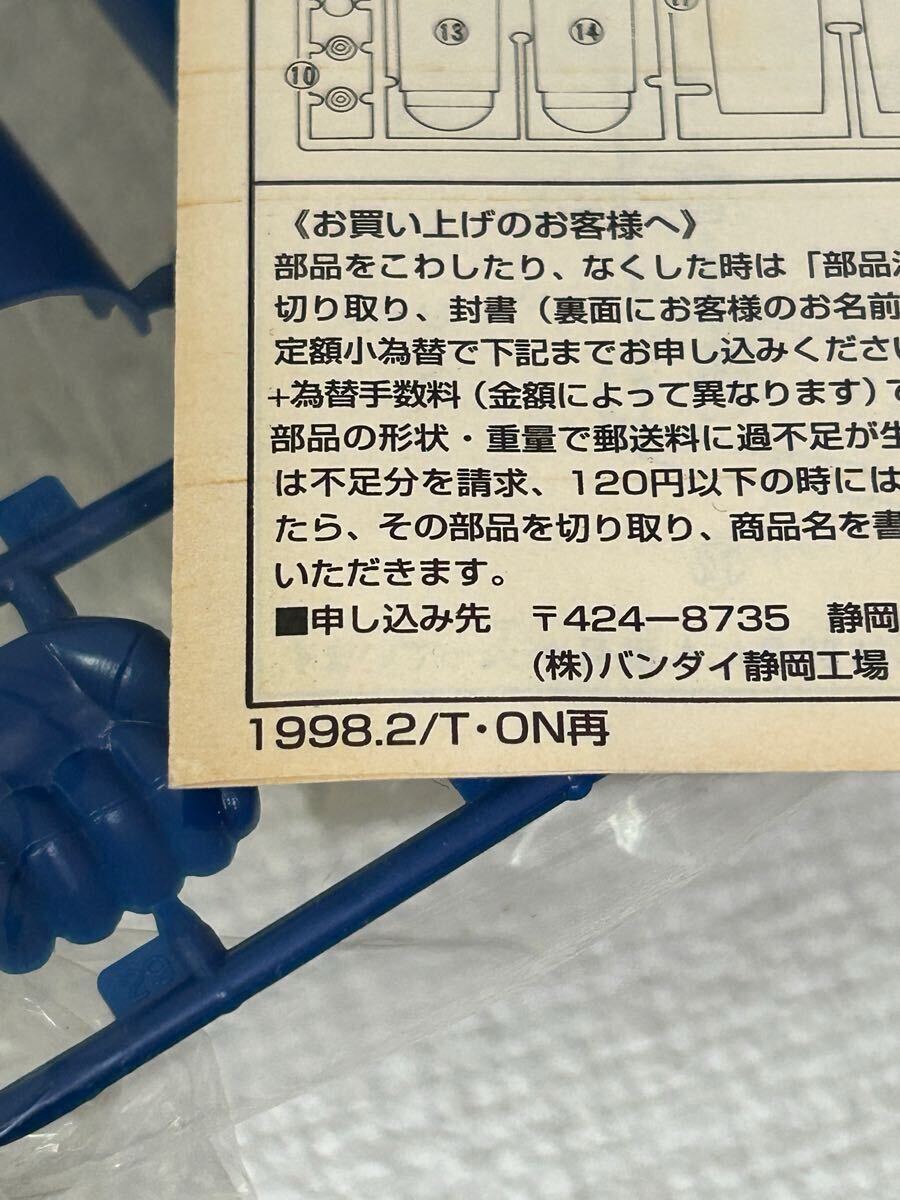 ⑬ ⑭
⑩
《お買い上げのお客様へ》
部品をこわしたり、なくした時は「部品
切り取り、封書（裏面にお客様のお名前
定額小為替で下記までお申し込みください
+為替手数料（金額によって異なります）で
部品の形状・重量で郵送料に過不足が生
は不足分を請求、120円以下の時には
たら、その部品を切り取り、商品名を書
いただきます。
■申し込み先 〒424−8735 静岡
(株)バンダイ静岡工場
1998.2/T・ON再
29